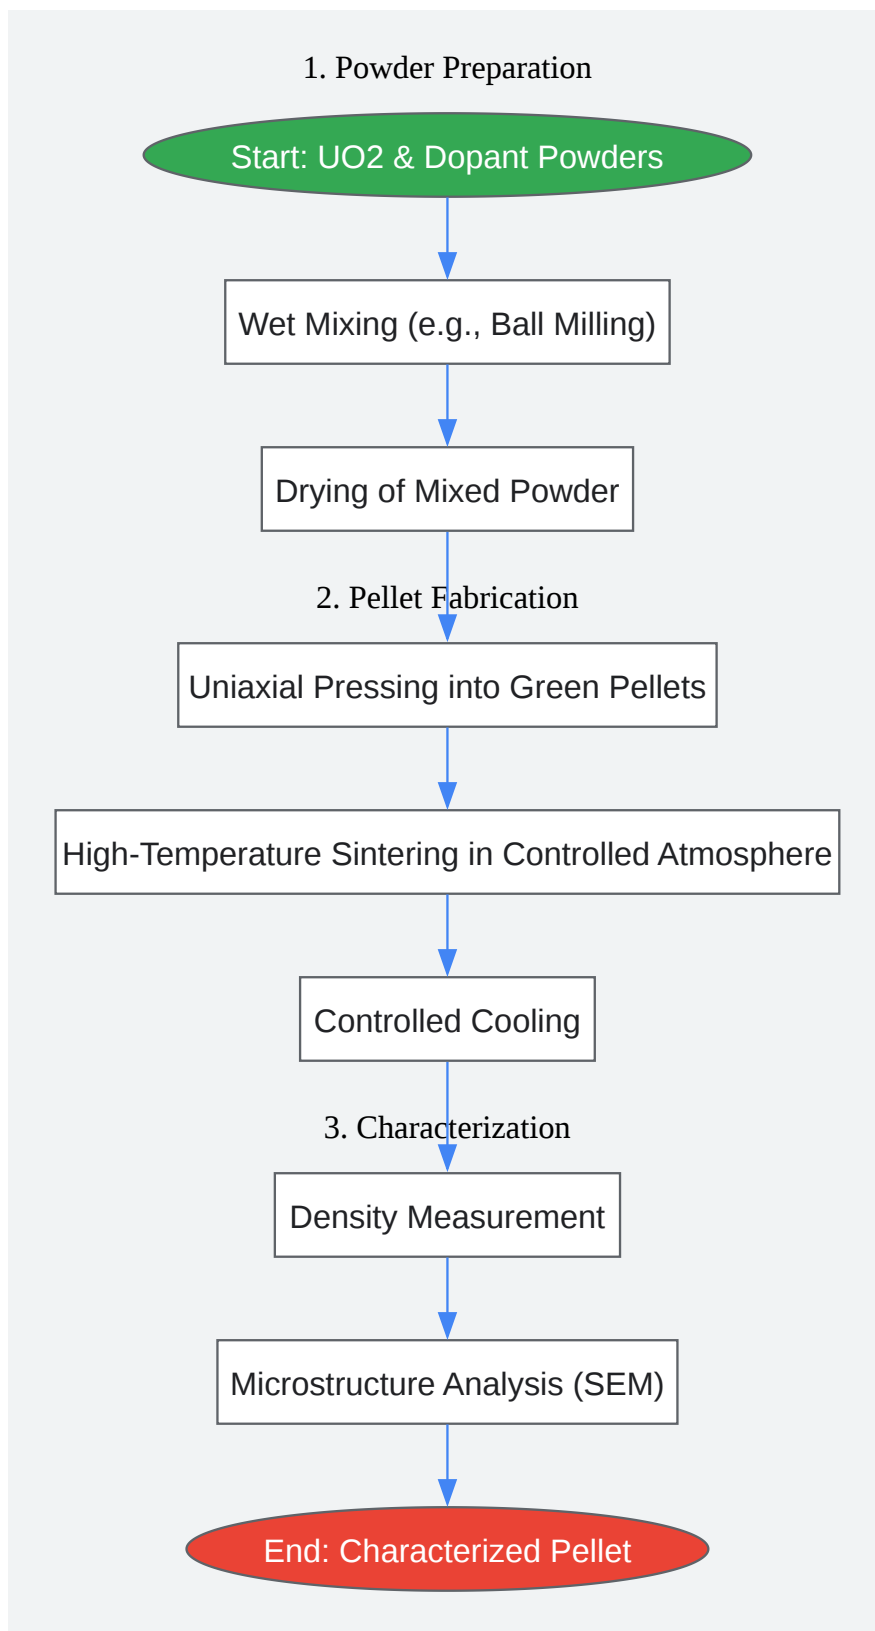 1. Powder Preparation
Start: UO2 & Dopant Powders
Wet Mixing (e.g., Ball Milling)
Drying of Mixed Powder
2. Pellet Fabrication
Uniaxial Pressing into Green Pellets
High-Temperature Sintering in Controlled Atmosphere
Controlled Cooling
3. Characterization
Density Measurement
Microstructure Analysis (SEM)
End: Characterized Pellet